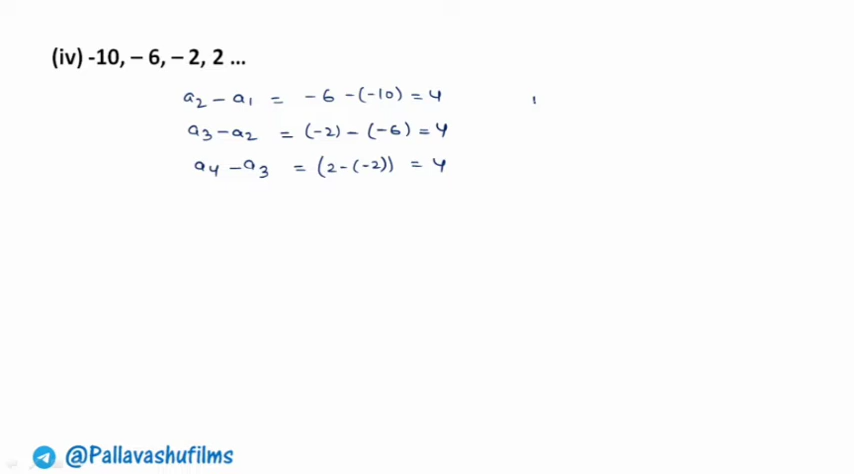 (iv) -10, – 6, – 2, 2 ...
a₂ – a₁ = – 6 – (–10) = 4
a₃ – a₂ = (–2) – (–6) = 4
a₄ – a₃ = (2 – (–2)) = 4
@Pallavashufilms